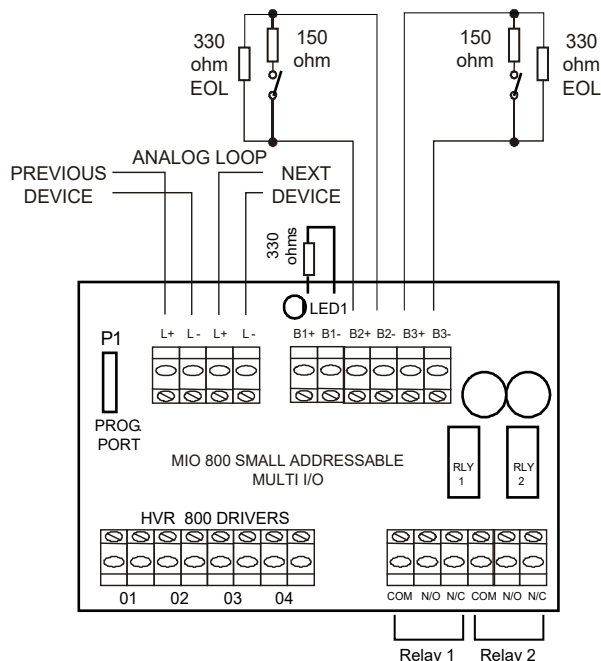 330
ohm
EOL
150
ohm
150
ohm
330
ohm
EOL
ANALOG LOOP
PREVIOUS
DEVICE
NEXT
DEVICE
330
ohms
LED1
P1
L+ L- L+ L-
B1+ B1- B2+ B2- B3+ B3-
PROG.
PORT
MIO 800 SMALL ADDRESSABLE
MULTI I/O
RLY
1
RLY
2
HVR 800 DRIVERS
01 02 03 04
COM N/O N/C COM N/O N/C
Relay 1 Relay 2